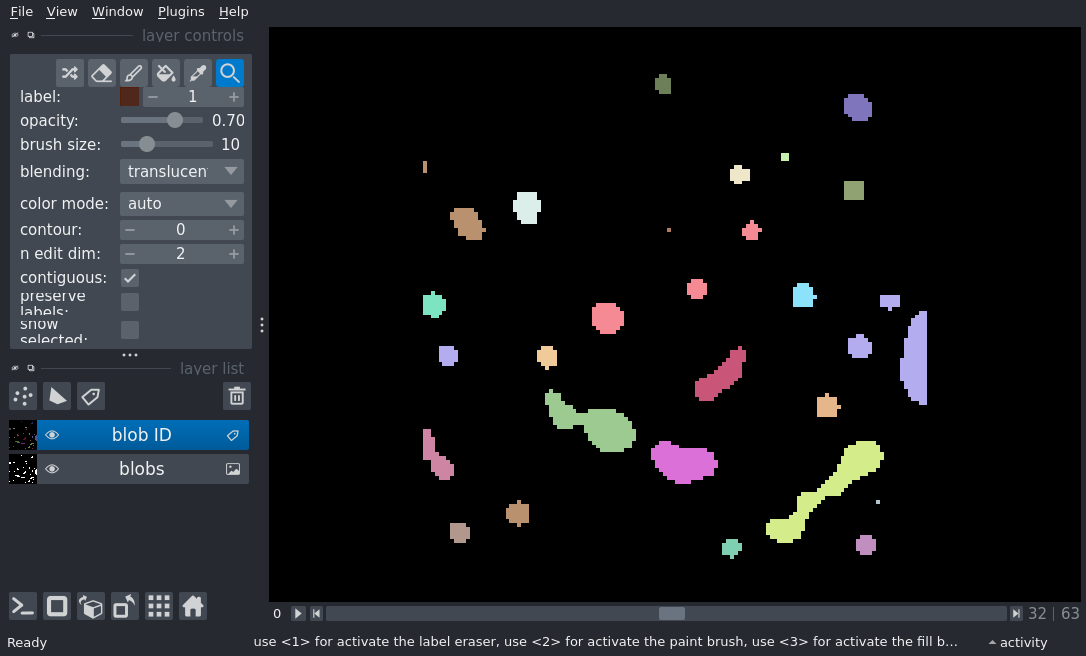 File View Window Plugins Help
layer controls
label: 1
opacity: 0.70
brush size: 10
blending: translucen
color mode: auto
contour: 0
n edit dim: 2
contiguous:
preserve
labels:
show
selected:
layer list
blob ID
blobs
0 32 63
Ready use <1> for activate the label eraser, use <2> for activate the paint brush, use <3> for activate the fill b... activity